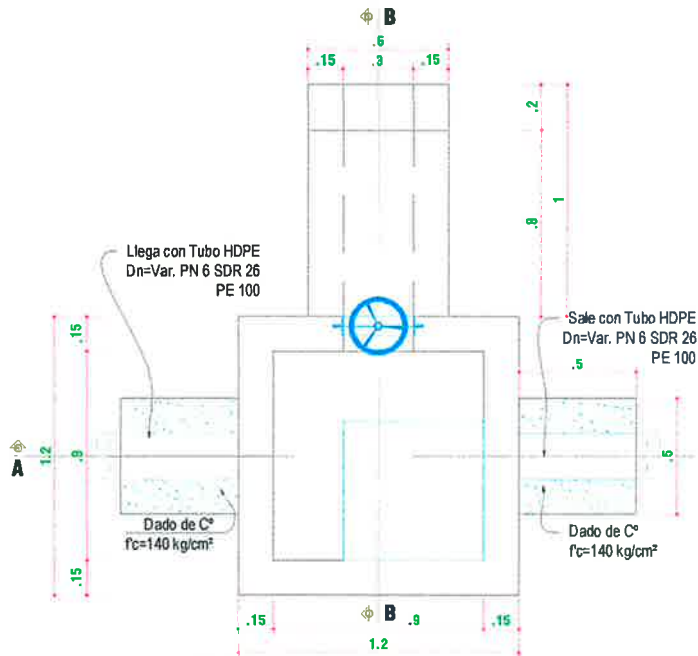 B
.6
.15 .3 .15
.2
1
.8
Llega con Tubo HDPE
Dn=Var. PN 6 SDR 26
PE 100
Sale con Tubo HDPE
Dn=Var. PN 6 SDR 26
PE 100
.15
.5
A
1.2
.9
.5
Dado de Cº
f'c=140 kg/cm²
Dado de Cº
f'c=140 kg/cm²
.15
B
.15 .9 .15
1.2